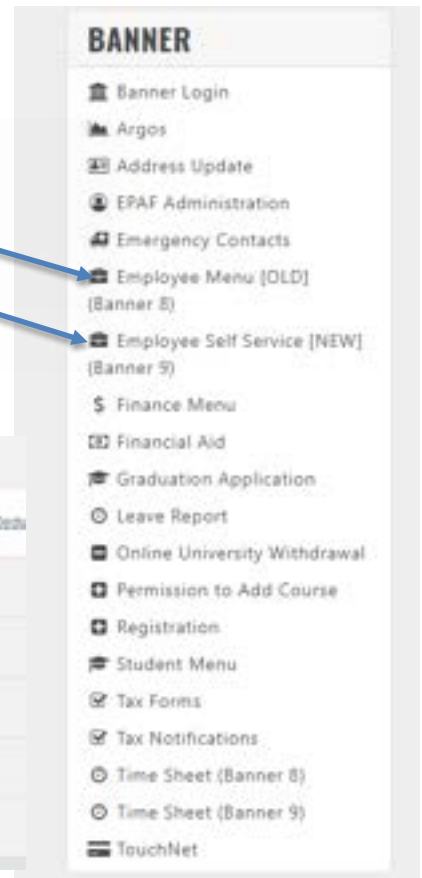 BANNER
Banner Login
Argos
Address Update
EPAF Administration
Emergency Contacts
Employee Menu [OLD]
(Banner 8)
Employee Self Service [NEW]
(Banner 9)
$ Finance Menu
Financial Aid
Graduation Application
Leave Report
Online University Withdrawal
Permission to Add Course
Registration
Student Menu
Tax Forms
Tax Notifications
Time Sheet (Banner 8)
Time Sheet (Banner 9)
TouchNet